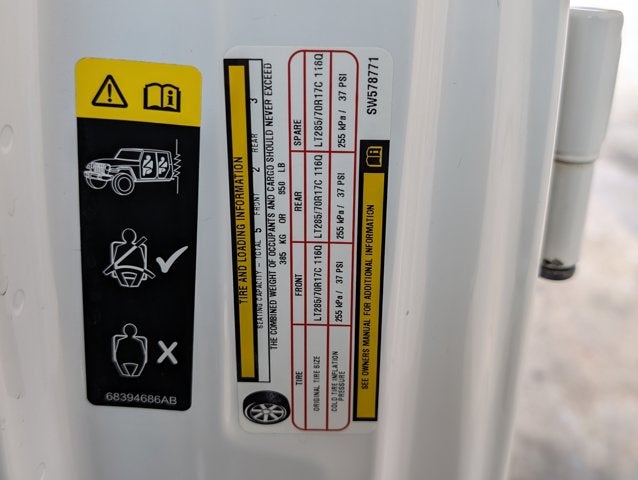 68394686AB
TIRE AND LOADING INFORMATION
SEATING CAPACITY - TOTAL 5 FRONT 2 REAR 3
THE COMBINED WEIGHT OF OCCUPANTS AND CARGO SHOULD NEVER EXCEED
385 KG OR 850 LB
TIRE FRONT REAR SPARE
ORIGINAL TIRE SIZE LT285/70R17C 116Q LT285/70R17C 116Q LT285/70R17C 116Q
COLD TIRE INFLATION PRESSURE 255 kPa / 37 PSI 255 kPa / 37 PSI 255 kPa / 37 PSI
SEE OWNERS MANUAL FOR ADDITIONAL INFORMATION
SW578771